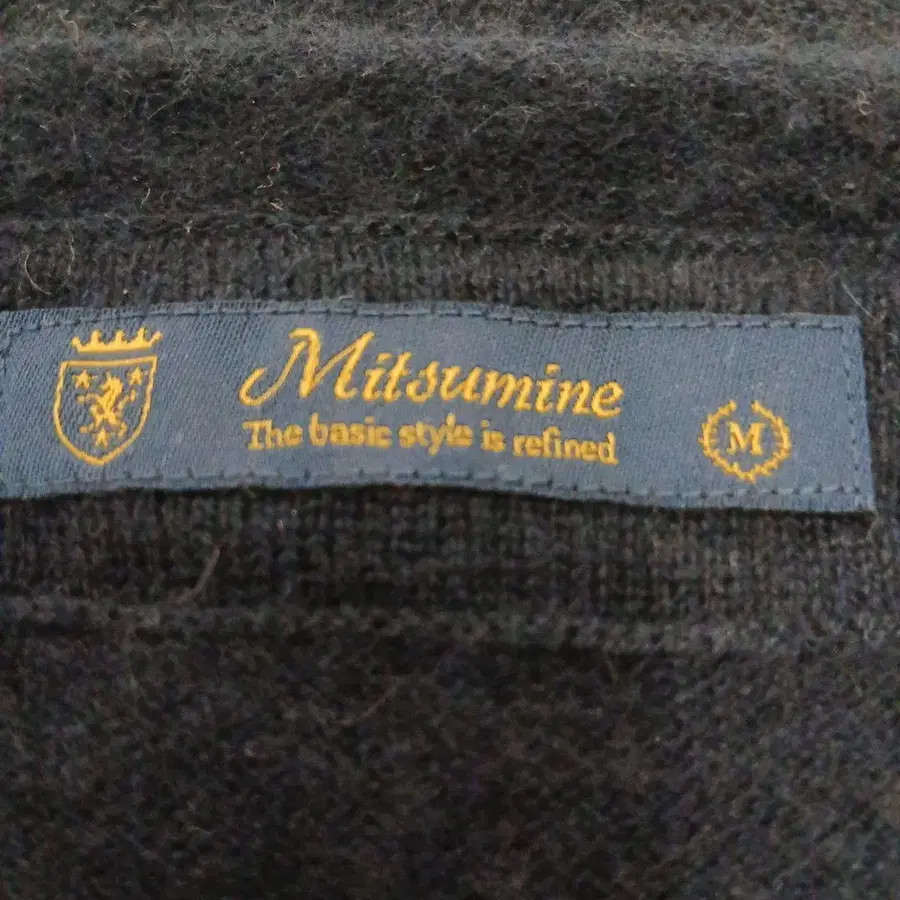 Mitsumine
The basic style is refined
M